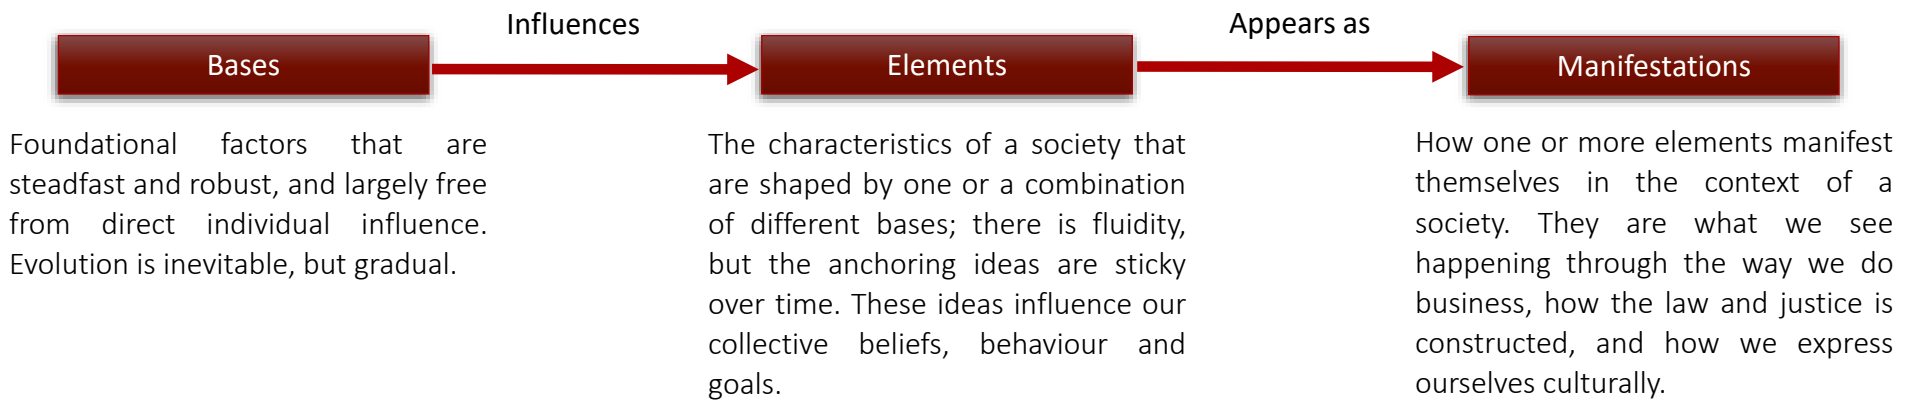 Influences
Appears as
Bases
Elements
Manifestations
Foundational factors that are
steadfast and robust, and largely free
from direct individual influence.
Evolution is inevitable, but gradual.
The characteristics of a society that
are shaped by one or a combination
of different bases; there is fluidity,
but the anchoring ideas are sticky
over time. These ideas influence our
collective beliefs, behaviour and
goals.
How one or more elements manifest
themselves in the context of a
society. They are what we see
happening through the way we do
business, how the law and justice is
constructed, and how we express
ourselves culturally.